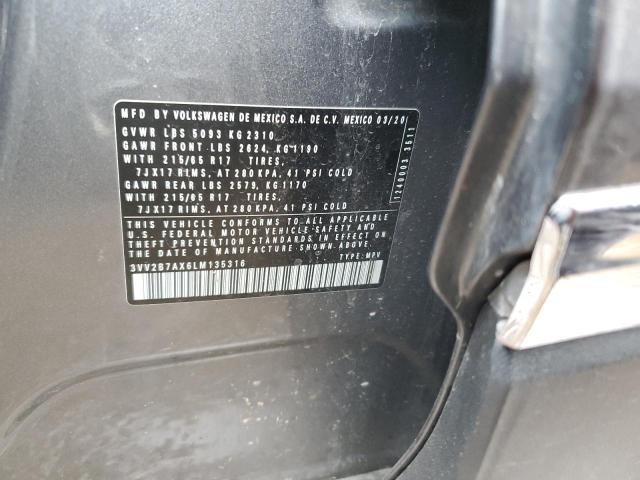 MFD BY VOLKSWAGEN DE MEXICO S.A. DE C.V. MEXICO 03/20
GVWR LBS 5093 KG 2310
GAWR FRONT LBS 2624, KG 1190
WITH 215/65 R17 TIRES,
7JX17 RIMS, AT 280 KPA, 41 PSI COLD
GAWR REAR LBS 2579, KG 1170
WITH 215/65 R17 TIRES,
7JX17 RIMS, AT 280 KPA, 41 PSI COLD
THIS VEHICLE CONFORMS TO ALL APPLICABLE
U.S. FEDERAL MOTOR VEHICLE SAFETY AND
THEFT PREVENTION STANDARDS IN EFFECT ON
THE DATE OF MANUFACTURE SHOWN ABOVE.
3VV2B7AX6LM135316 TYPE: MPV
1240003 3511